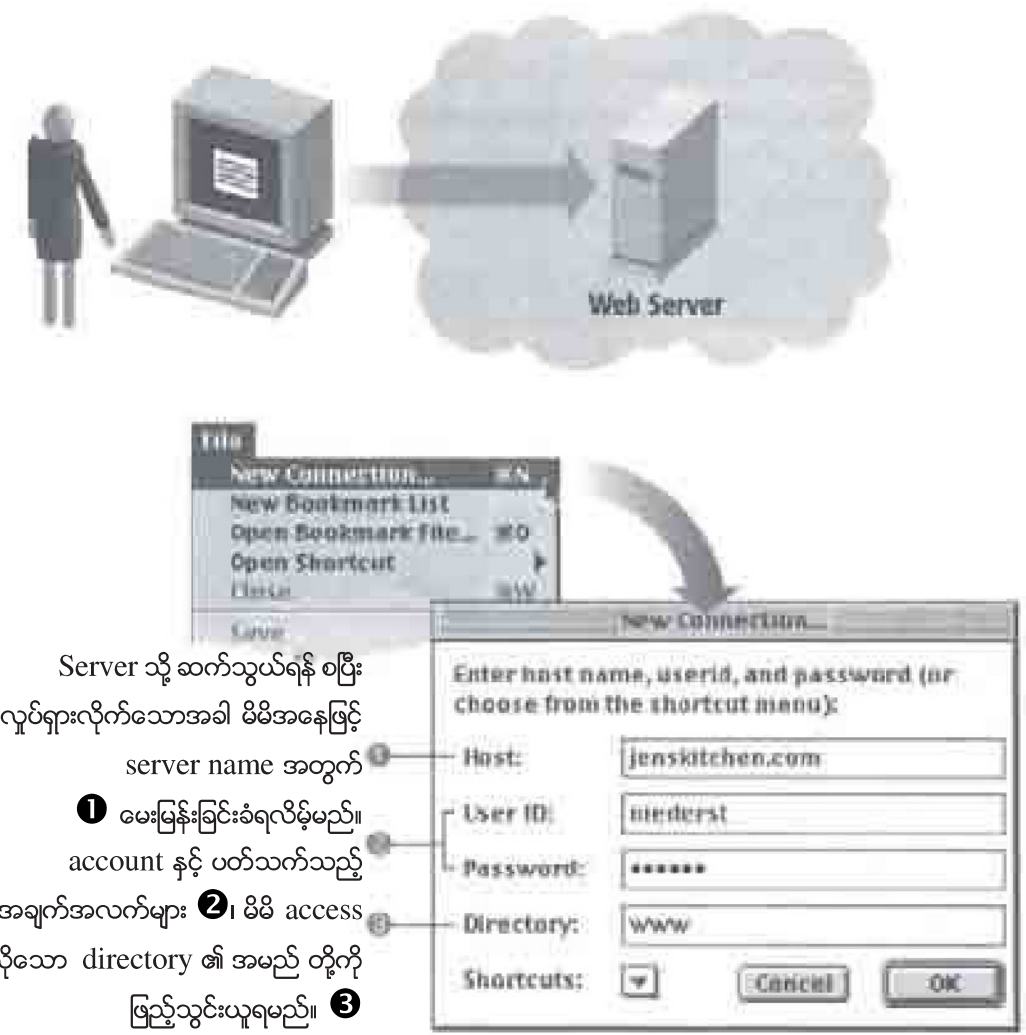 Web Server
File
New Connection... ⌘N
New Bookmark List
Open Bookmark File... ⌘O
Open Shortcut
Close ⌘W
Save
Server သို့ ဆက်သွယ်ရန် စပြီး
လှုပ်ရှားလိုက်သောအခါ မိမိအနေဖြင့်
server name အတွက်
❶ မေးမြန်းခြင်းခံရလိမ့်မည်။
account နှင့် ပတ်သက်သည့်
အချက်အလက်များ ❷၊ မိမိ access
လိုသော directory ၏ အမည် တို့ကို
ဖြည့်သွင်းယူရမည်။ ❸
New Connection...
Enter host name, userid, and password (or
choose from the shortcut menu):
Host: jenskitchen.com
User ID: niederst
Password: ••••••
Directory: www
Shortcuts: Cancel OK